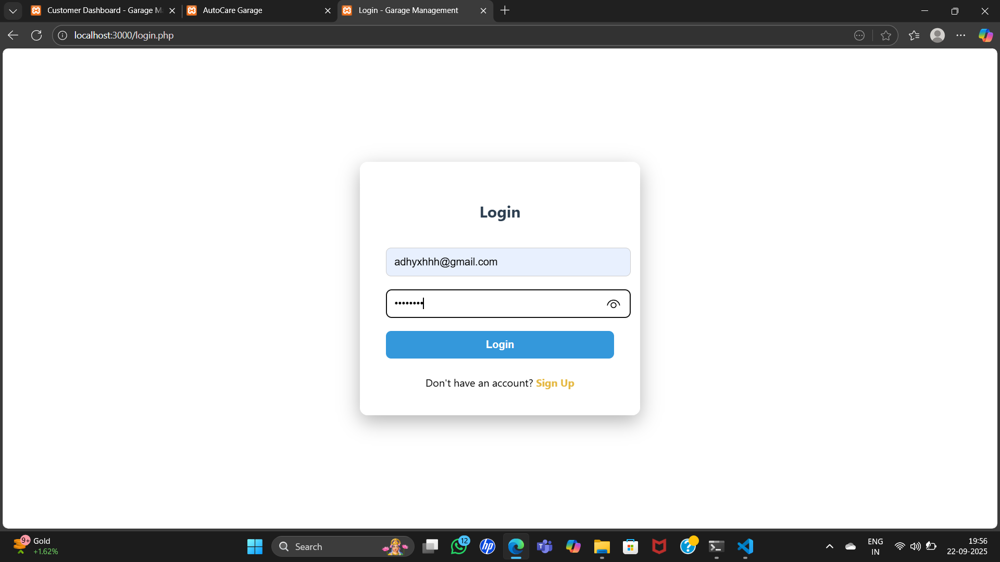 Customer Dashboard - Garage M
AutoCare Garage
Login - Garage Management
localhost:3000/login.php
Login
adhyxhhh@gmail.com
••••••••
Login
Don't have an account? Sign Up
9+
Gold
+1.62%
Search
12
hp
T
?
ENG
IN
19:56
22-09-2025